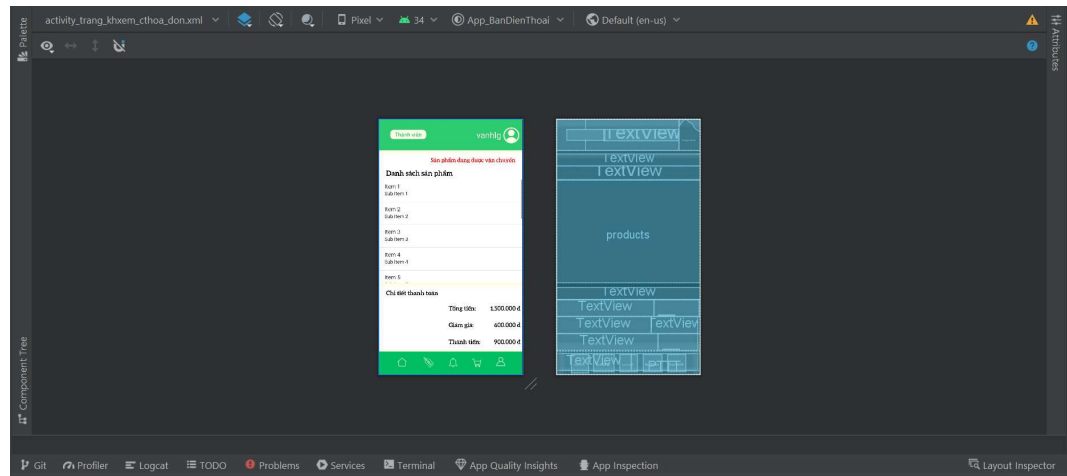 activity_trang_khxem_cthoa_don.xml Pixel 34 App_BanDienThoai Default (en-us)
Palette
Attributes
Thành viên vanhlg
Sản phẩm đang được vận chuyển
Danh sách sản phẩm
Item 1
Sub Item 1
Item 2
Sub Item 2
Item 3
Sub Item 3
Item 4
Sub Item 4
Item 5
Chi tiết thanh toán
Tổng tiền: 1.500.000 đ
Giảm giá: 600.000 đ
Thành tiền: 900.000 đ
TextView
TextView
TextView
products
TextView
TextView
TextView TextView
TextView
TextView
Component Tree
Git Profiler Logcat TODO Problems Services Terminal App Quality Insights App Inspection Layout Inspector